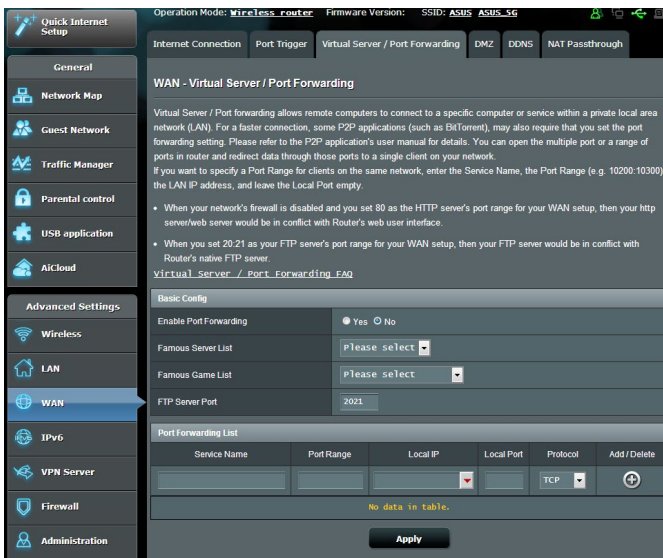 Quick Internet
Setup
General
Network Map
Guest Network
Traffic Manager
Parental control
USB application
AiCloud
Advanced Settings
Wireless
LAN
WAN
IPv6
VPN Server
Firewall
Administration
Operation Mode: Wireless router Firmware Version: SSID: ASUS ASUS_5G
Internet Connection Port Trigger Virtual Server / Port Forwarding DMZ DDNS NAT Passthrough
WAN - Virtual Server / Port Forwarding
Virtual Server / Port forwarding allows remote computers to connect to a specific computer or service within a private local area
network (LAN). For a faster connection, some P2P applications (such as BitTorrent), may also require that you set the port
forwarding setting. Please refer to the P2P application's user manual for details. You can open the multiple port or a range of
ports in router and redirect data through those ports to a single client on your network.
If you want to specify a Port Range for clients on the same network, enter the Service Name, the Port Range (e.g. 10200:10300)
the LAN IP address, and leave the Local Port empty.
• When your network's firewall is disabled and you set 80 as the HTTP server's port range for your WAN setup, then your http
server/web server would be in conflict with Router's web user interface.
• When you set 20:21 as your FTP server's port range for your WAN setup, then your FTP server would be in conflict with
Router's native FTP server.
Virtual Server / Port Forwarding FAQ
Basic Config
Enable Port Forwarding Yes No
Famous Server List Please select
Famous Game List Please select
FTP Server Port 2021
Port Forwarding List
Service Name Port Range Local IP Local Port Protocol Add / Delete
TCP
No data in table.
Apply